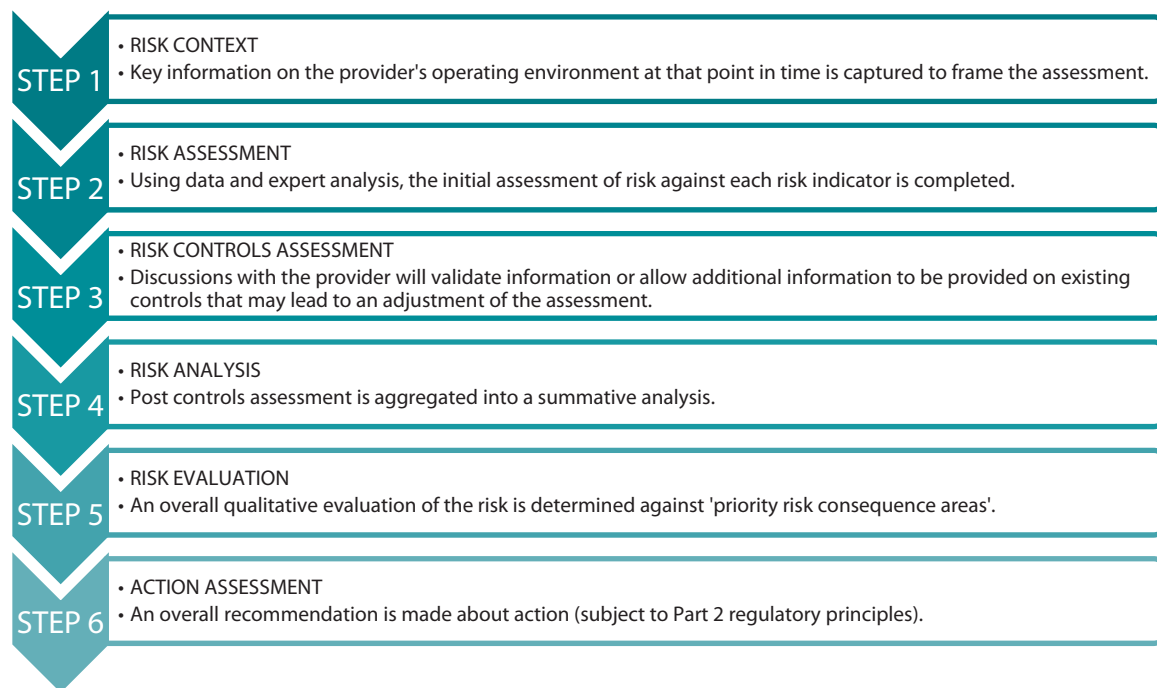 STEP 1
• RISK CONTEXT
• Key information on the provider's operating environment at that point in time is captured to frame the assessment.
STEP 2
• RISK ASSESSMENT
• Using data and expert analysis, the initial assessment of risk against each risk indicator is completed.
STEP 3
• RISK CONTROLS ASSESSMENT
• Discussions with the provider will validate information or allow additional information to be provided on existing
controls that may lead to an adjustment of the assessment.
STEP 4
• RISK ANALYSIS
• Post controls assessment is aggregated into a summative analysis.
STEP 5
• RISK EVALUATION
• An overall qualitative evaluation of the risk is determined against 'priority risk consequence areas'.
STEP 6
• ACTION ASSESSMENT
• An overall recommendation is made about action (subject to Part 2 regulatory principles).